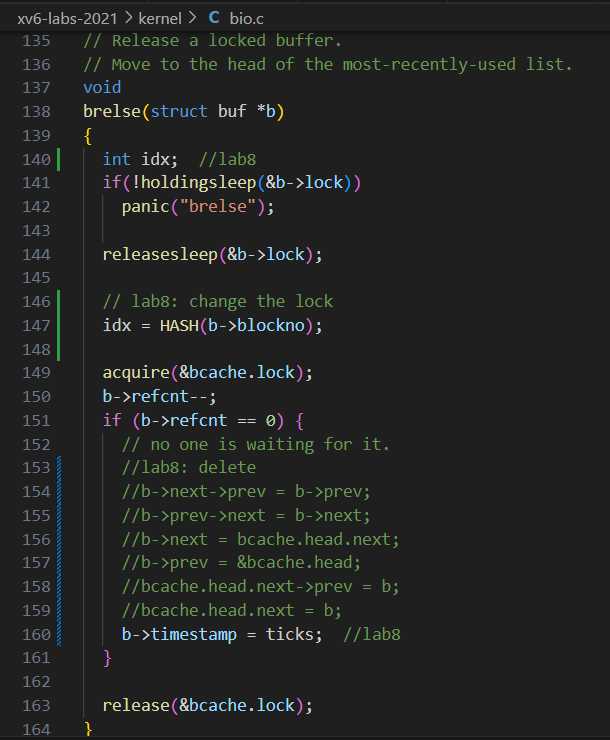 xv6-labs-2021 > kernel > C bio.c
135 // Release a locked buffer.
136 // Move to the head of the most-recently-used list.
137 void
138 brelse(struct buf *b)
139 {
140   int idx;  //lab8
141   if(!holdingsleep(&b->lock))
142     panic("brelse");
143
144   releasesleep(&b->lock);
145
146   // lab8: change the lock
147   idx = HASH(b->blockno);
148
149   acquire(&bcache.lock);
150   b->refcnt--;
151   if (b->refcnt == 0) {
152     // no one is waiting for it.
153     //lab8: delete
154     //b->next->prev = b->prev;
155     //b->prev->next = b->next;
156     //b->next = bcache.head.next;
157     //b->prev = &bcache.head;
158     //bcache.head.next->prev = b;
159     //bcache.head.next = b;
160     b->timestamp = ticks;  //lab8
161   }
162
163   release(&bcache.lock);
164 }